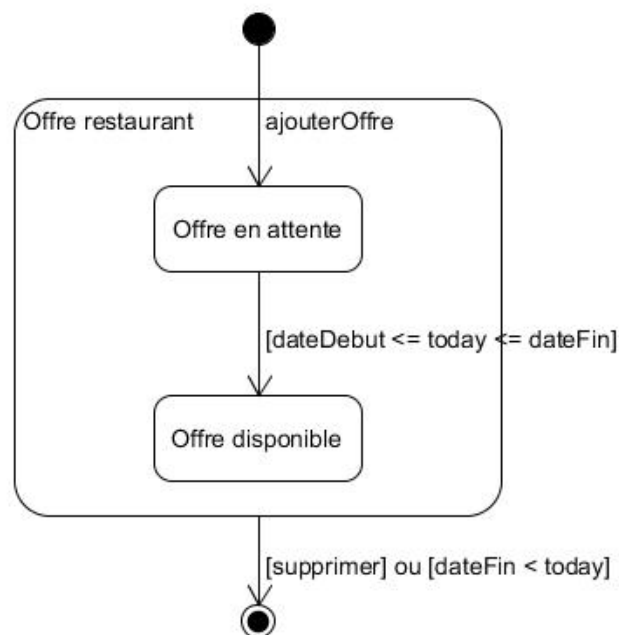 Offre restaurant
ajouterOffre
Offre en attente
[dateDebut <= today <= dateFin]
Offre disponible
[supprimer] ou [dateFin < today]